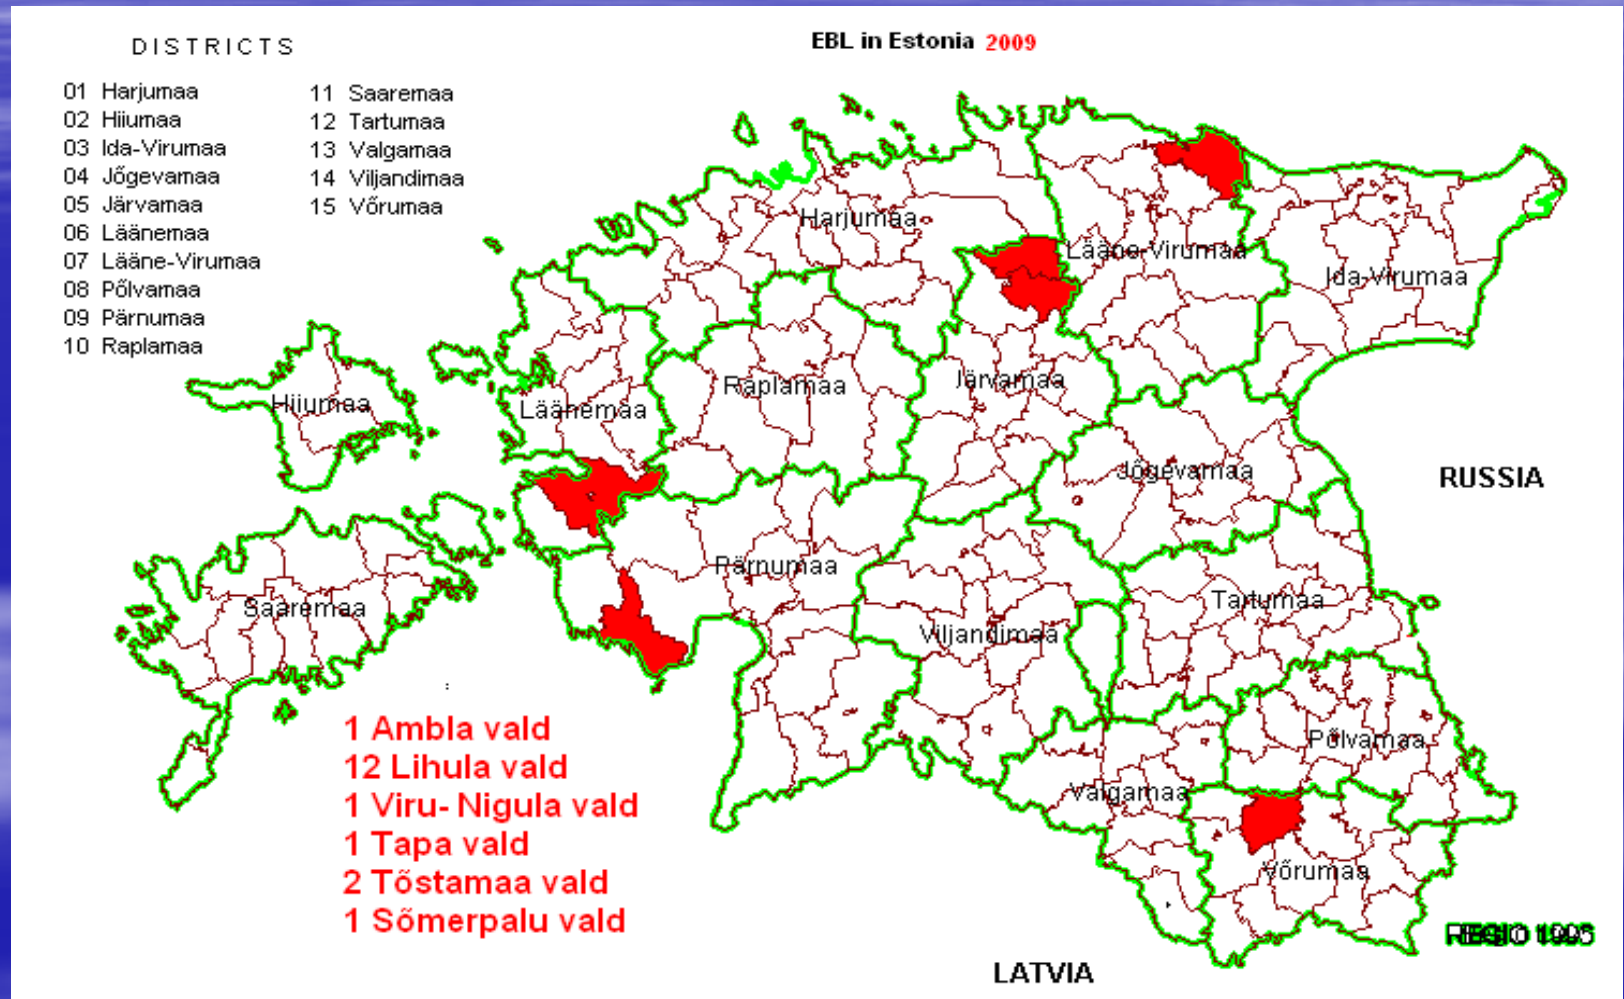 DISTRICTS
EBL in Estonia 2009
01 Harjumaa
02 Hiiumaa
03 Ida-Virumaa
04 Jõgevamaa
05 Järvamaa
06 Läänemaa
07 Lääne-Virumaa
08 Põlvamaa
09 Pärnumaa
10 Raplamaa
11 Saaremaa
12 Tartumaa
13 Valgamaa
14 Viljandimaa
15 Võrumaa
Harjumaa
Lääne-Virumaa
Ida-Virumaa
Hiiumaa
Läänemaa
Raplamaa
Järvamaa
Jõgevamaa
RUSSIA
Pärnumaa
Saaremaa
Tartumaa
Viljandimaa
Põlvamaa
Valgamaa
Võrumaa
1 Ambla vald
12 Lihula vald
1 Viru- Nigula vald
1 Tapa vald
2 Tõstamaa vald
1 Sõmerpalu vald
REGIO 1995
LATVIA